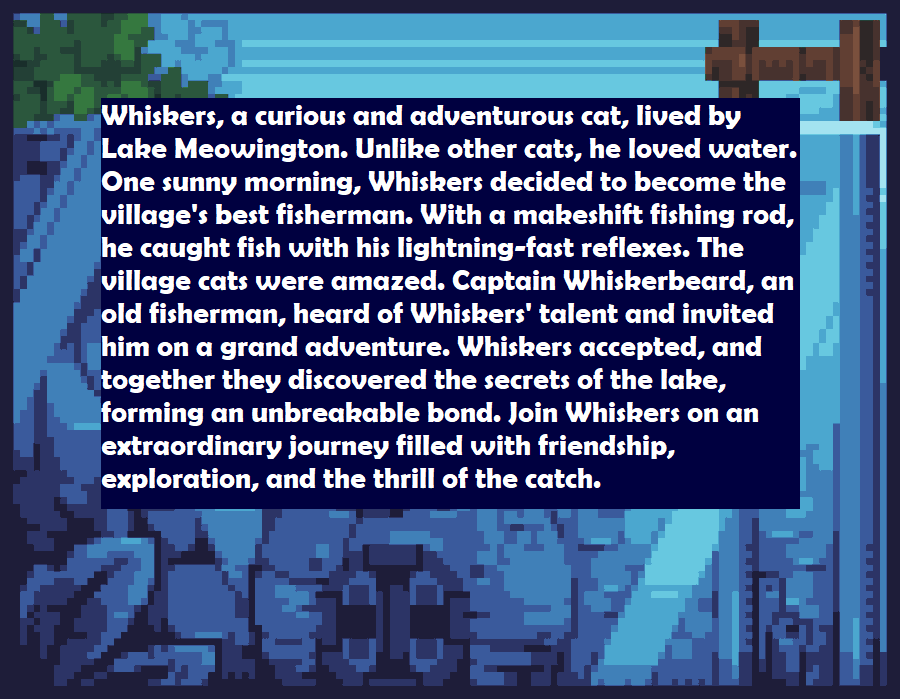 Whiskers, a curious and adventurous cat, lived by
Lake Meowington. Unlike other cats, he loved water.
One sunny morning, Whiskers decided to become the
village's best fisherman. With a makeshift fishing rod,
he caught fish with his lightning-fast reflexes. The
village cats were amazed. Captain Whiskerbeard, an
old fisherman, heard of Whiskers' talent and invited
him on a grand adventure. Whiskers accepted, and
together they discovered the secrets of the lake,
forming an unbreakable bond. Join Whiskers on an
extraordinary journey filled with friendship,
exploration, and the thrill of the catch.